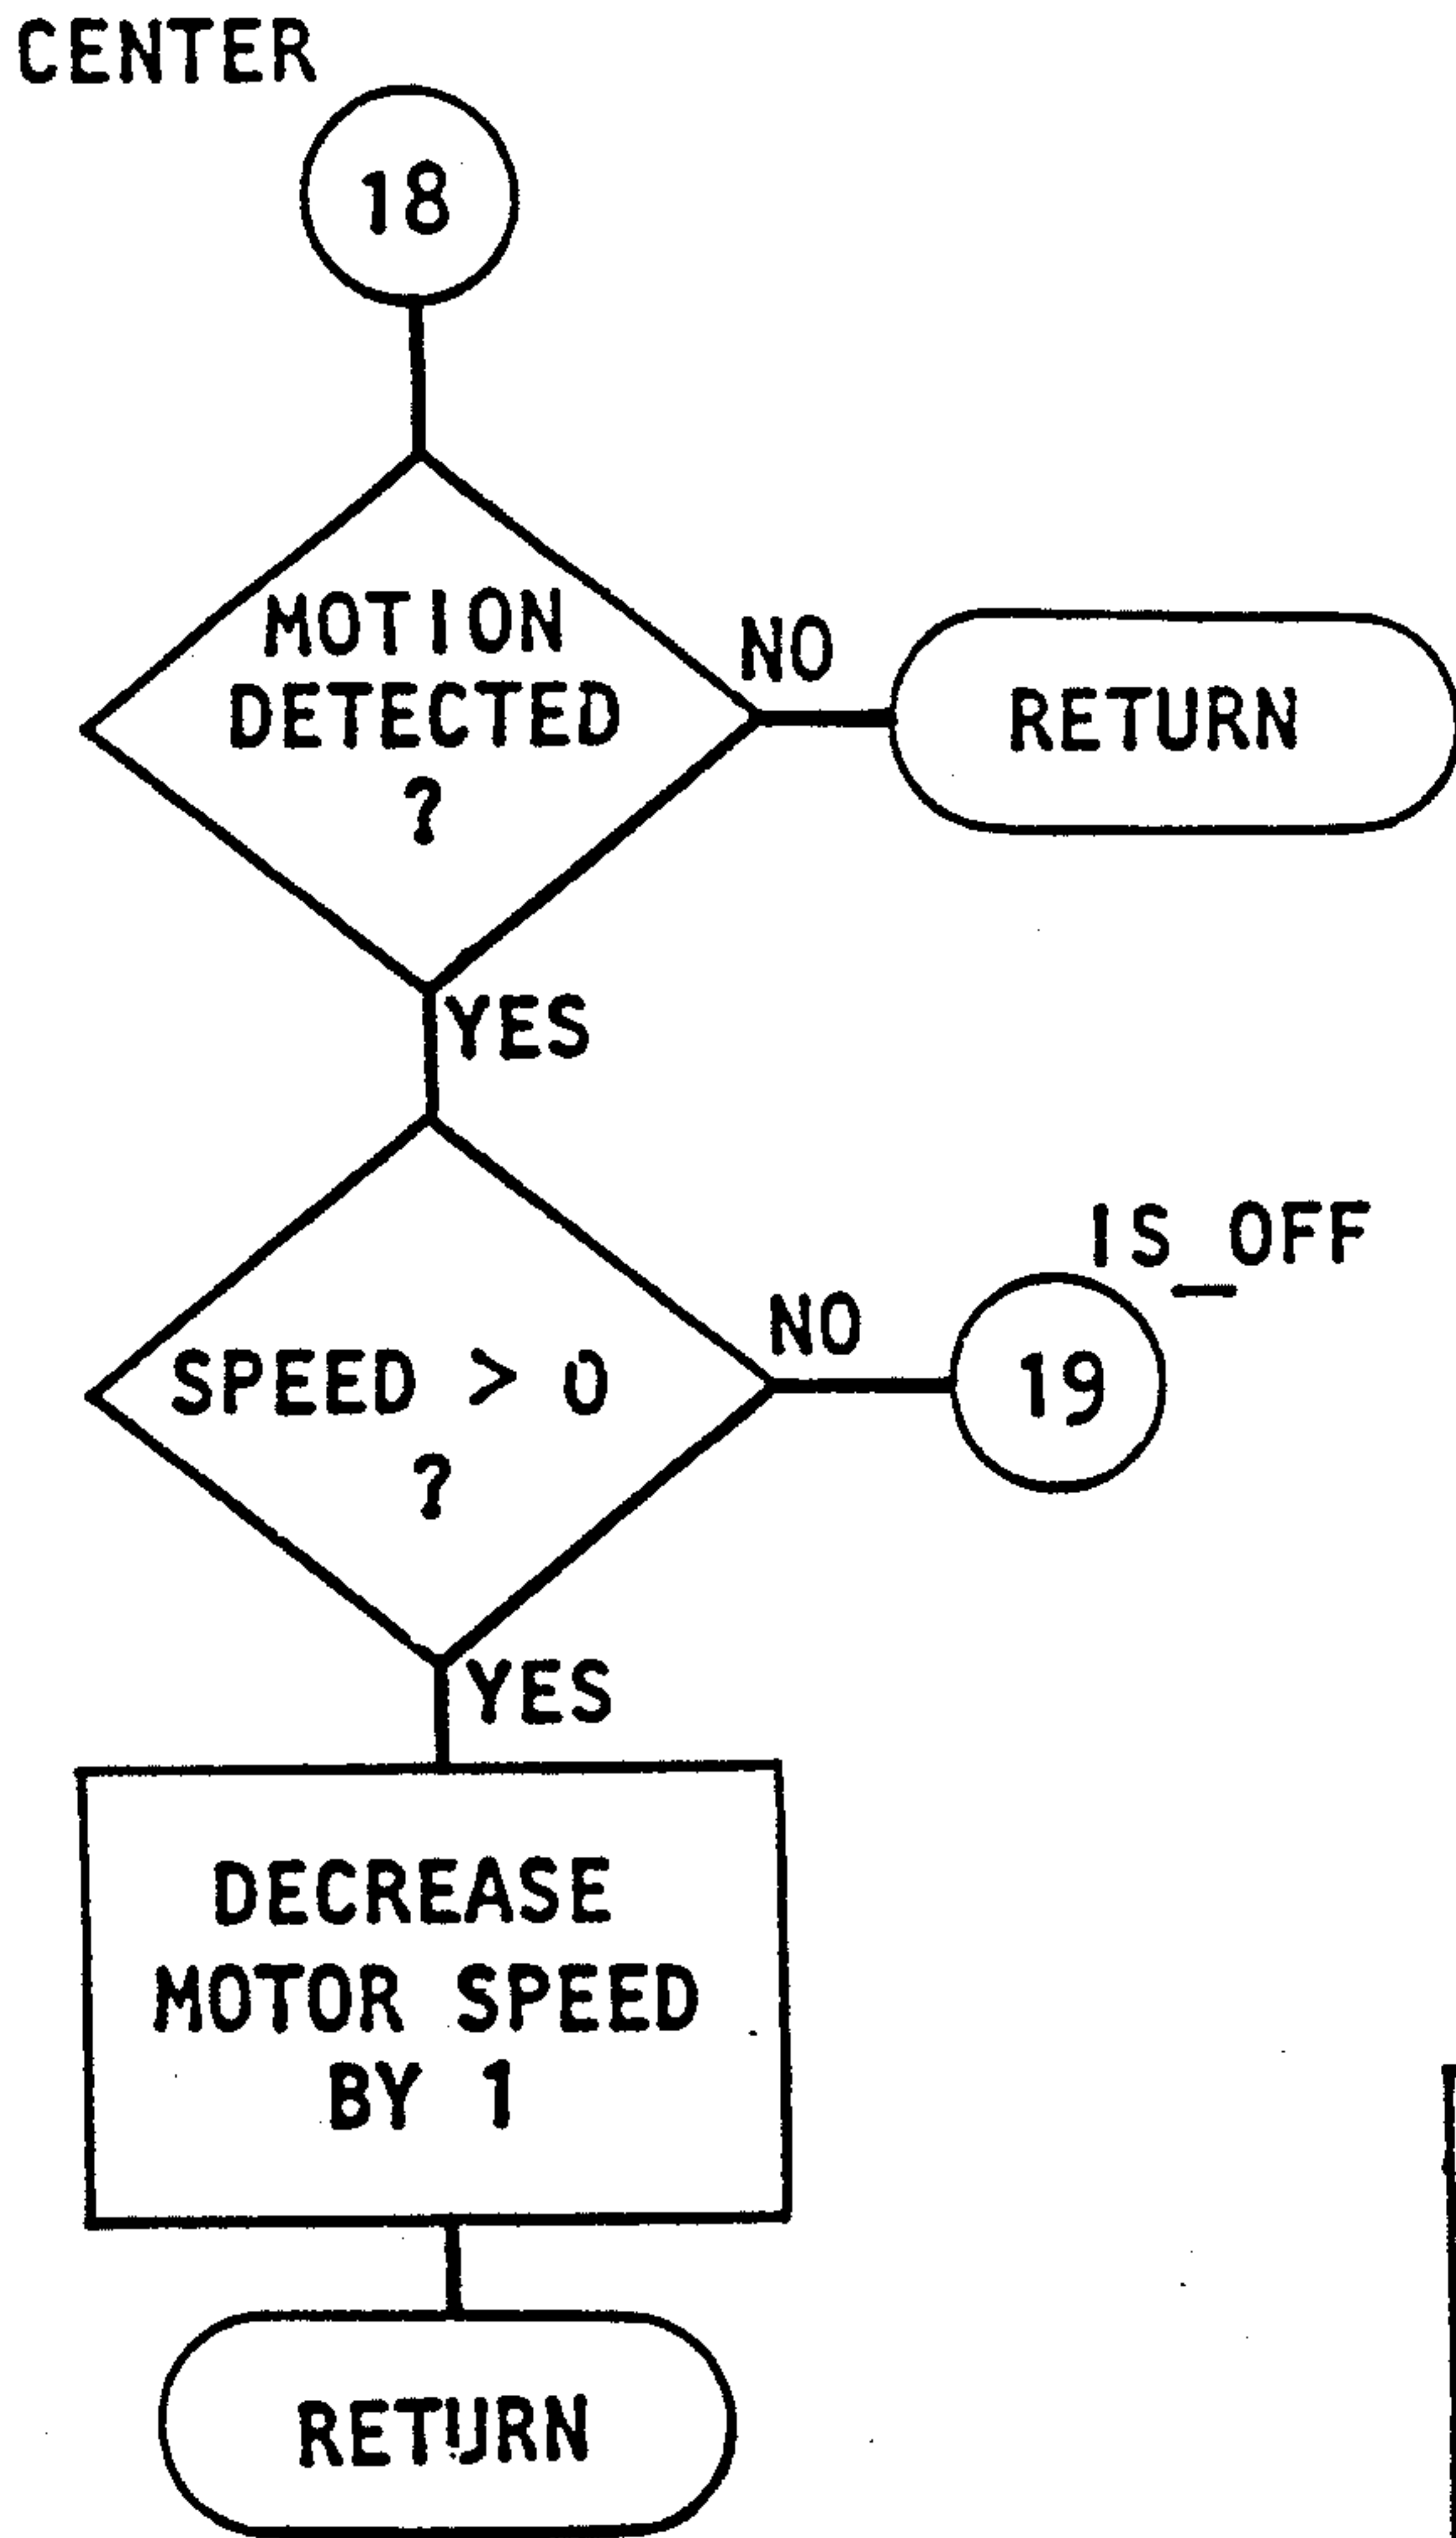 CENTER
18
MOTION
DETECTED
?
NO
RETURN
YES
IS_OFF
SPEED > 0
?
NO
19
YES
DECREASE
MOTOR SPEED
BY 1
RETURN